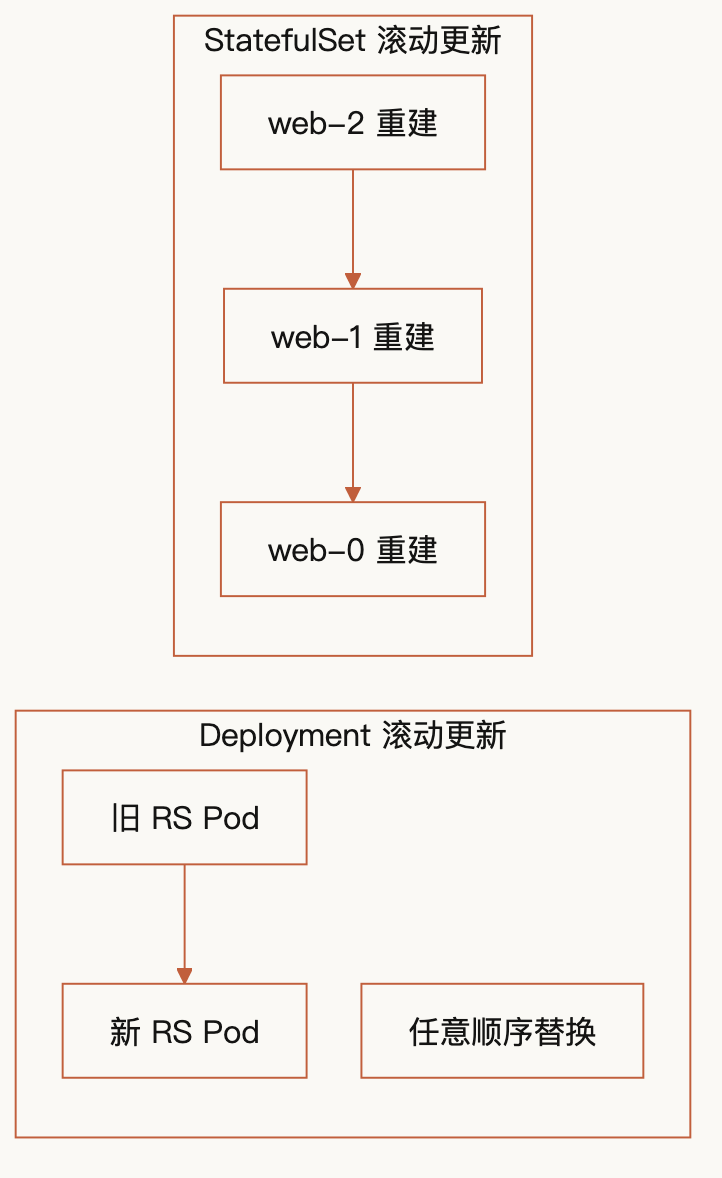 StatefulSet 滚动更新
web-2 重建
web-1 重建
web-0 重建
Deployment 滚动更新
旧 RS Pod
新 RS Pod
任意顺序替换